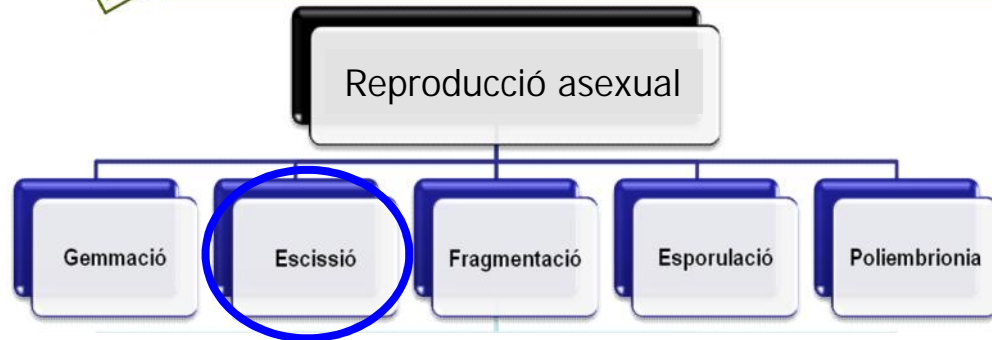 Reproducció asexual
Gemmació
Escissió
Fragmentació
Esporulació
Poliembrionia